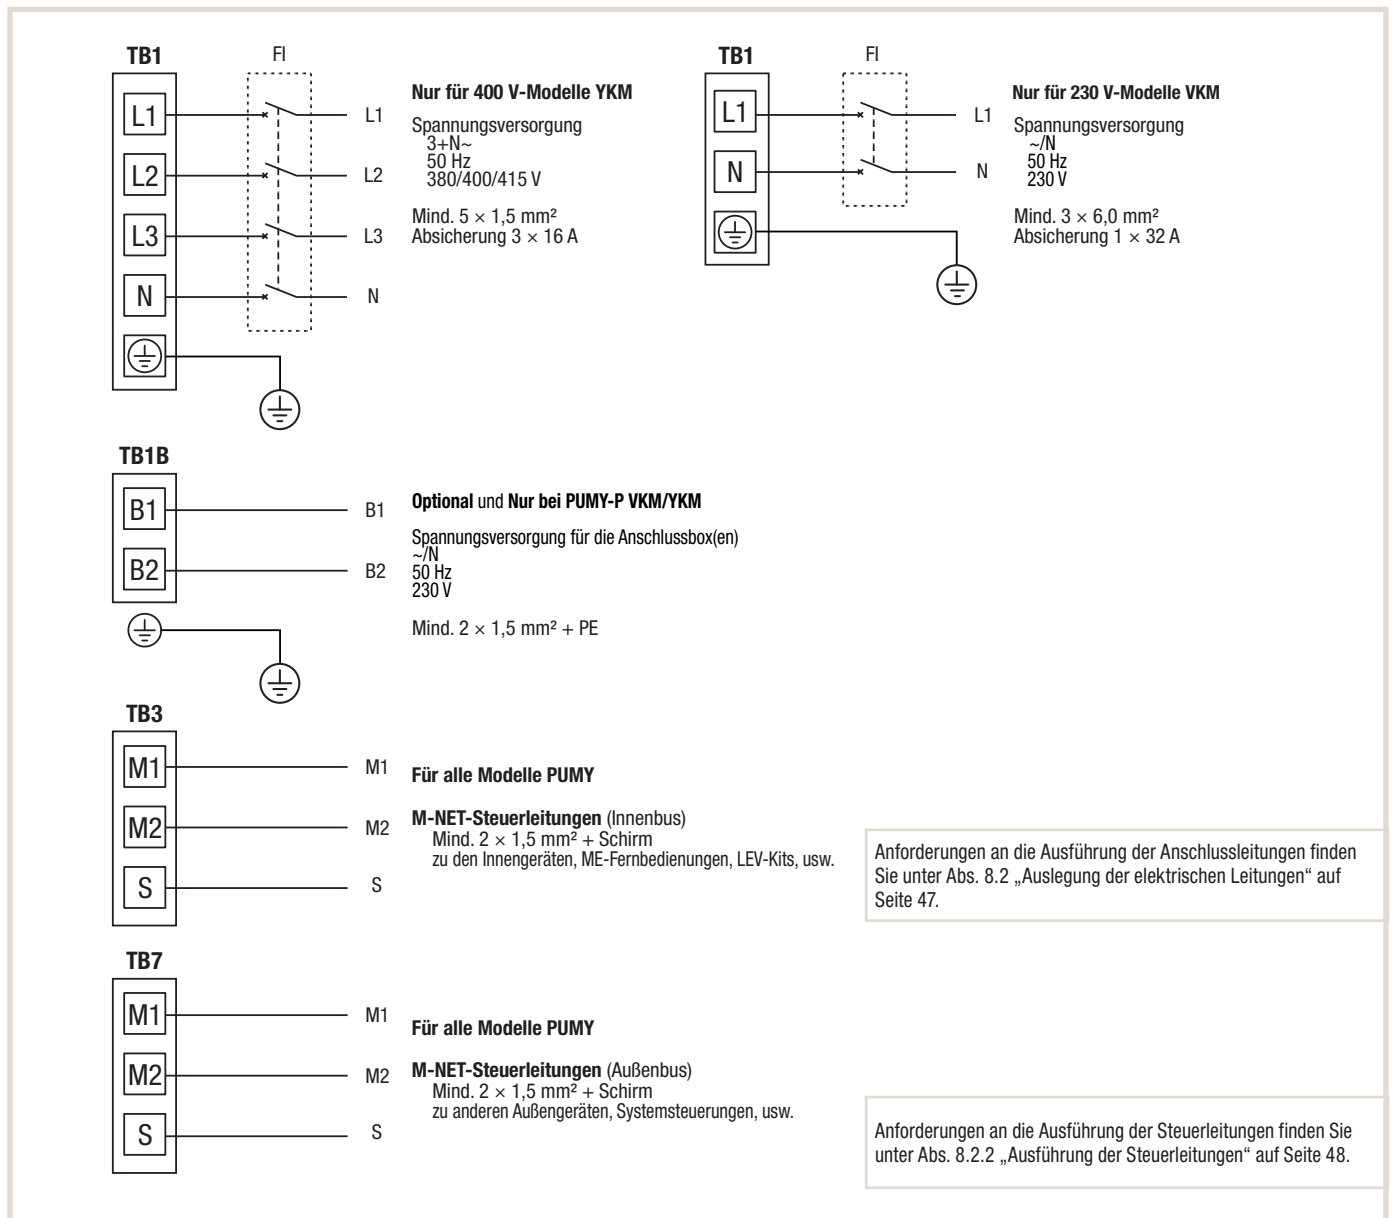 TB1
FI
L1
L1
L2
L2
L3
L3
N
N
Nur für 400 V-Modelle YKM
Spannungsversorgung
3+N~
50 Hz
380/400/415 V
Mind. 5 × 1,5 mm²
Absicherung 3 × 16 A
TB1
FI
L1
L1
N
N
Nur für 230 V-Modelle VKM
Spannungsversorgung
~/N
50 Hz
230 V
Mind. 3 × 6,0 mm²
Absicherung 1 × 32 A
TB1B
B1
B1
B2
B2
Optional und Nur bei PUMY-P VKM/YKM
Spannungsversorgung für die Anschlussbox(en)
~/N
50 Hz
230 V
Mind. 2 × 1,5 mm² + PE
TB3
M1
M1
M2
M2
S
S
Für alle Modelle PUMY
M-NET-Steuerleitungen (Innenbus)
Mind. 2 × 1,5 mm² + Schirm
zu den Innengeräten, ME-Fernbedienungen, LEV-Kits, usw.
Anforderungen an die Ausführung der Anschlussleitungen finden
Sie unter Abs. 8.2 „Auslegung der elektrischen Leitungen“ auf
Seite 47.
TB7
M1
M1
M2
M2
S
S
Für alle Modelle PUMY
M-NET-Steuerleitungen (Außenbus)
Mind. 2 × 1,5 mm² + Schirm
zu anderen Außengeräten, Systemsteuerungen, usw.
Anforderungen an die Ausführung der Steuerleitungen finden Sie
unter Abs. 8.2.2 „Ausführung der Steuerleitungen“ auf Seite 48.